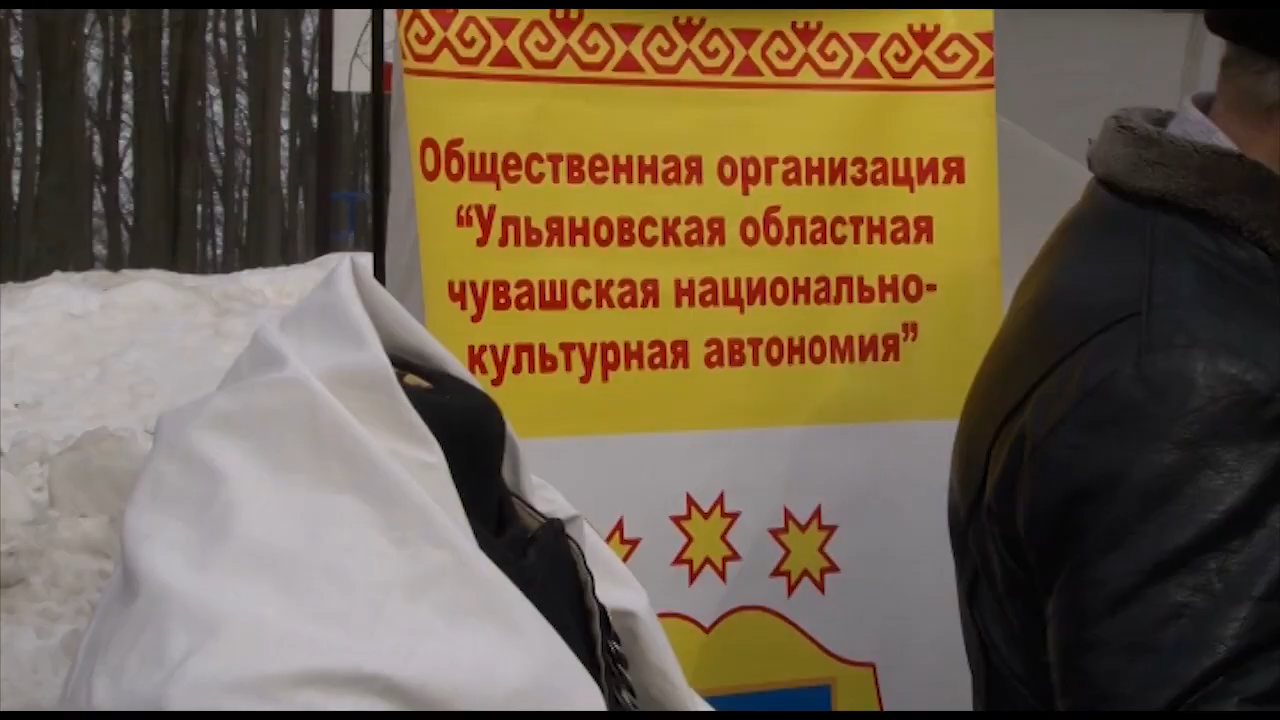 Общественная организация
“Ульяновская областная
чувашская национально-
культурная автономия”